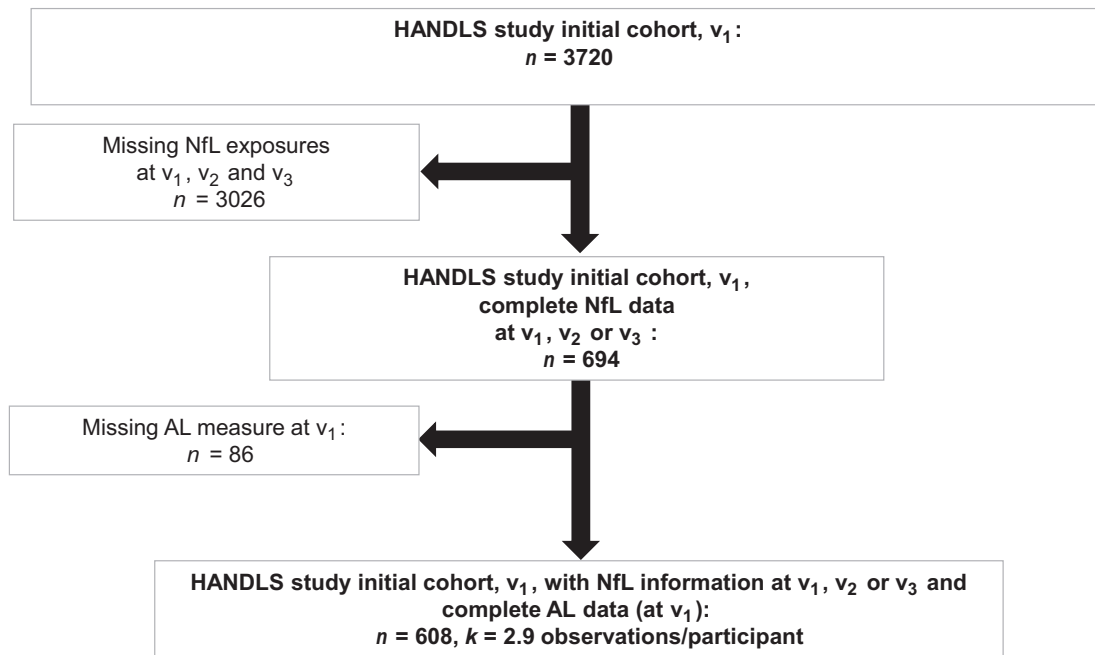 HANDLS study initial cohort, v₁:
n = 3720
Missing NfL exposures
at v₁, v₂ and v₃
n = 3026
HANDLS study initial cohort, v₁,
complete NfL data
at v₁, v₂ or v₃ :
n = 694
Missing AL measure at v₁:
n = 86
HANDLS study initial cohort, v₁, with NfL information at v₁, v₂ or v₃ and
complete AL data (at v₁):
n = 608, k = 2.9 observations/participant